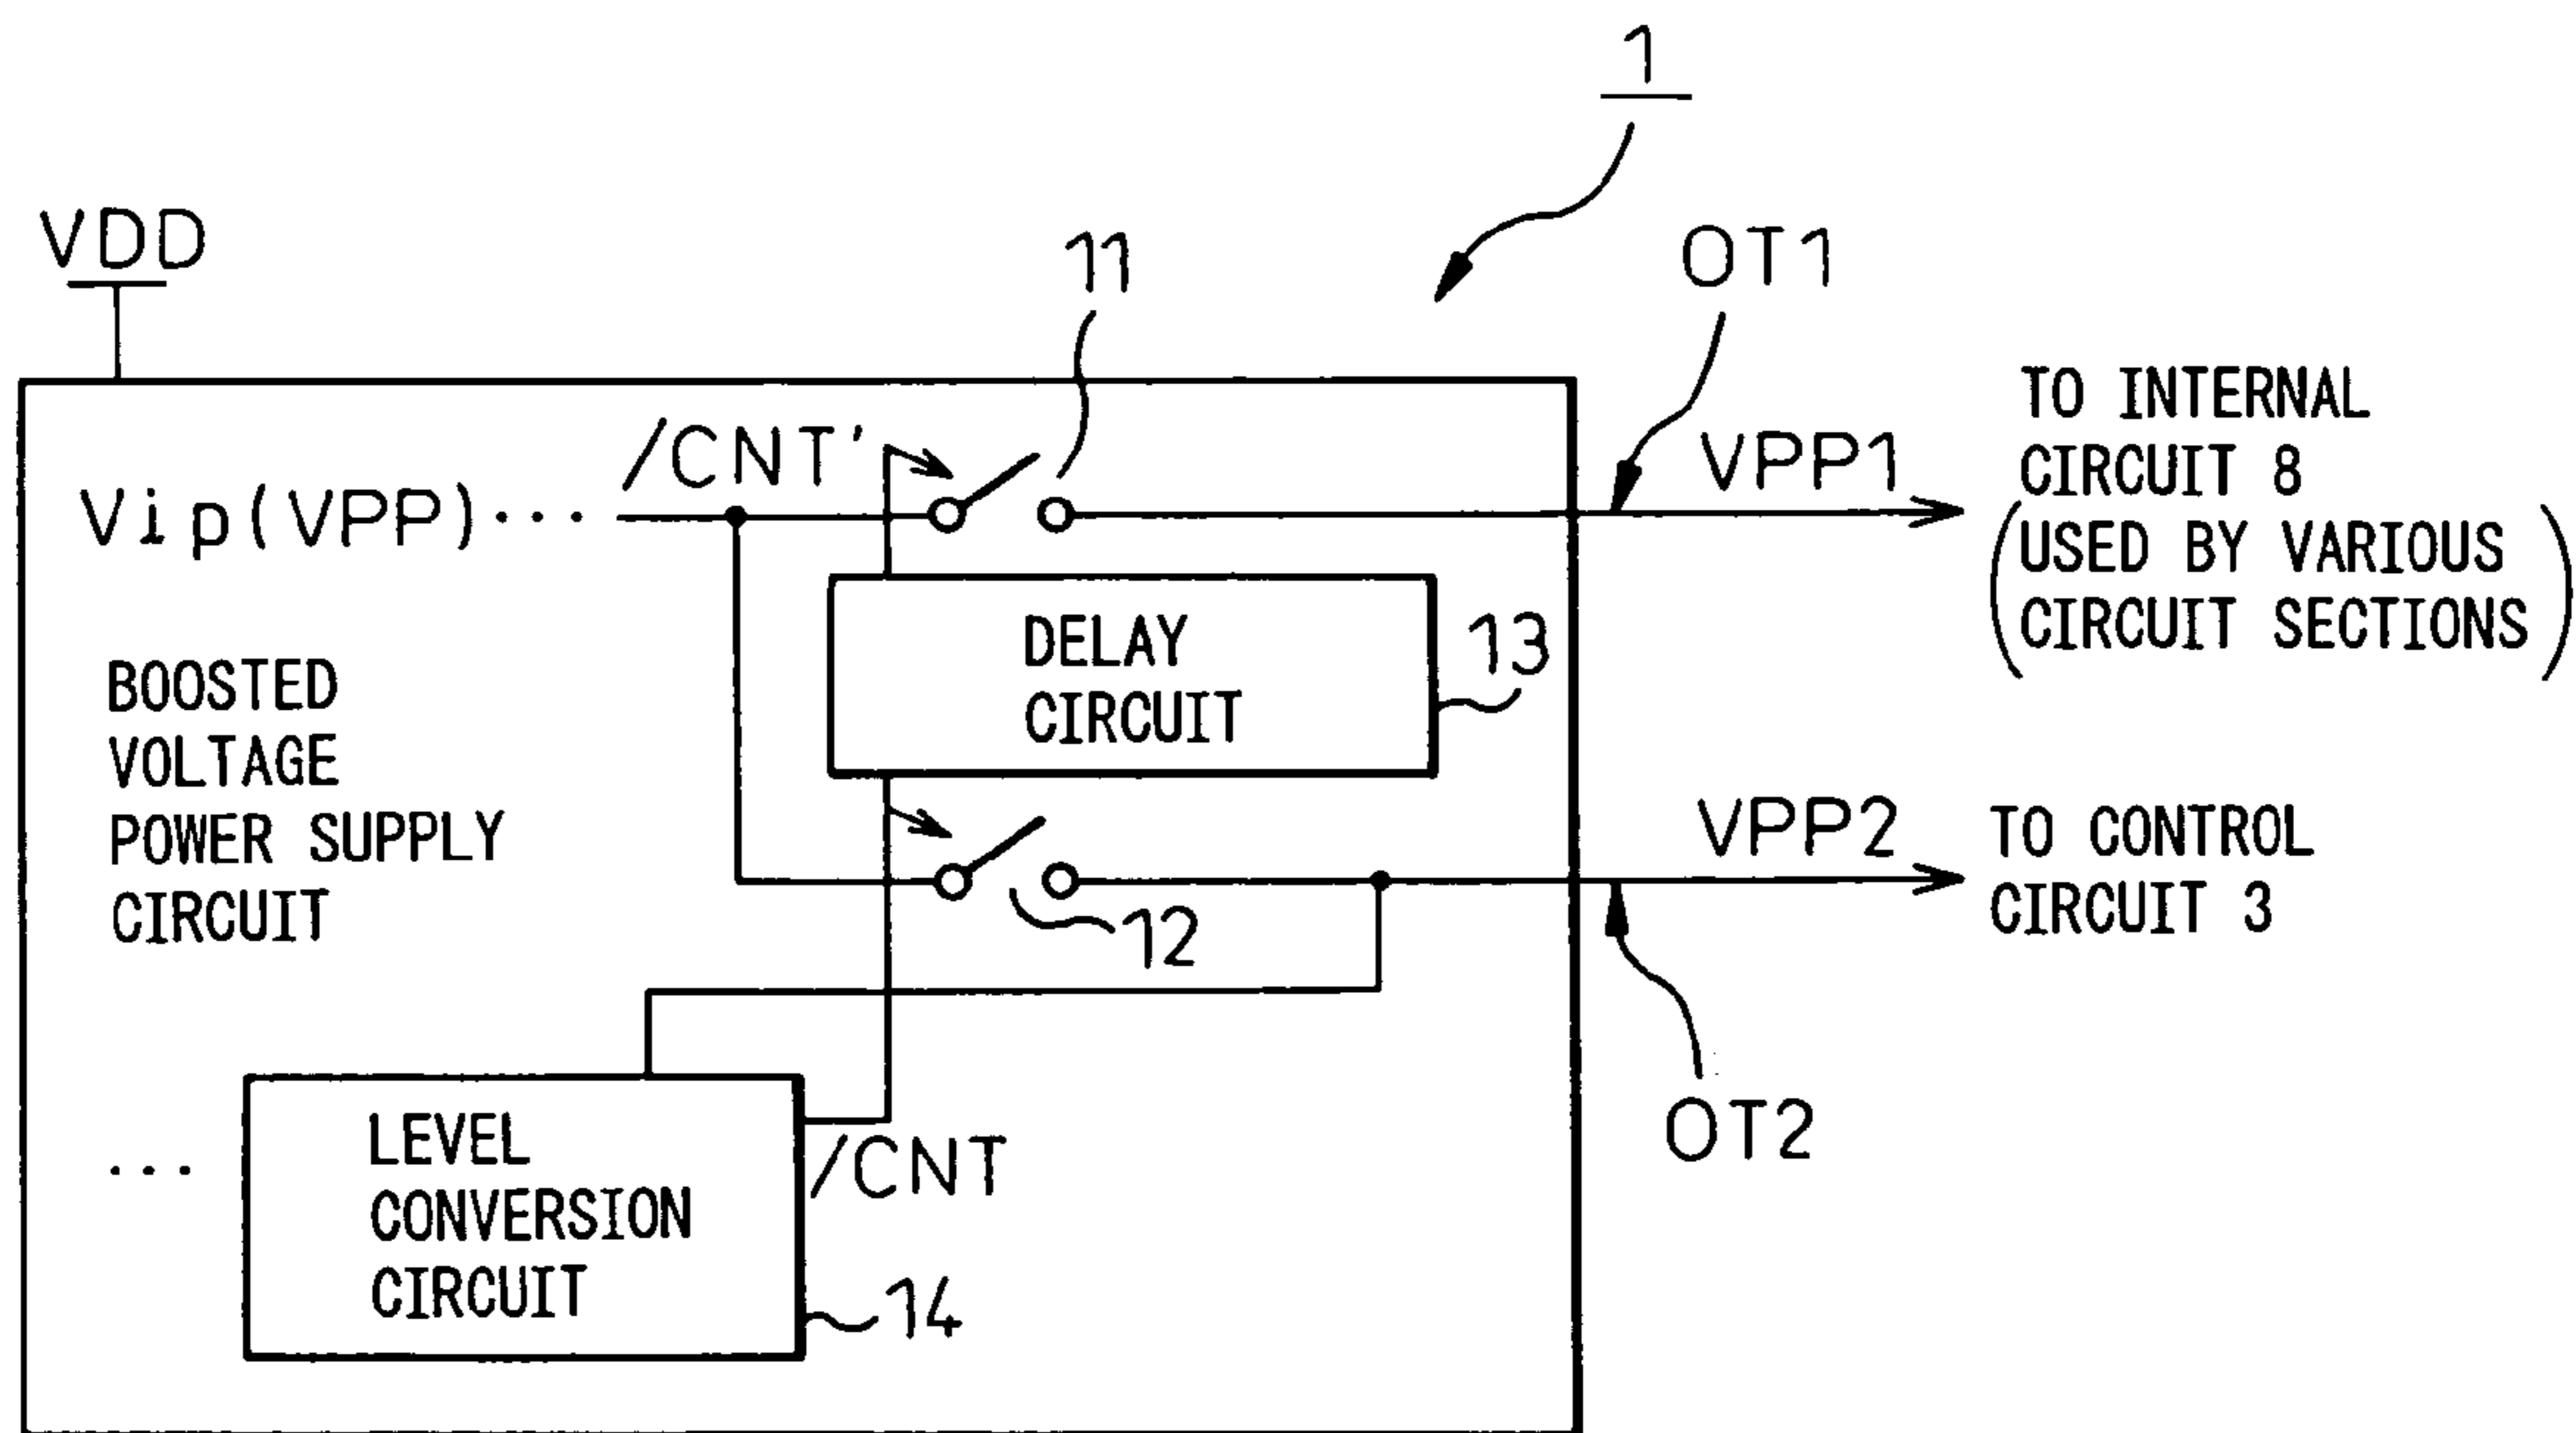 1
VDD
11
OT1
/CNT'
Vip(VPP)···
VPP1
TO INTERNAL
CIRCUIT 8
(USED BY VARIOUS
CIRCUIT SECTIONS)
DELAY
CIRCUIT
13
BOOSTED
VOLTAGE
POWER SUPPLY
CIRCUIT
12
VPP2
TO CONTROL
CIRCUIT 3
OT2
···
LEVEL
CONVERSION
CIRCUIT
/CNT
14